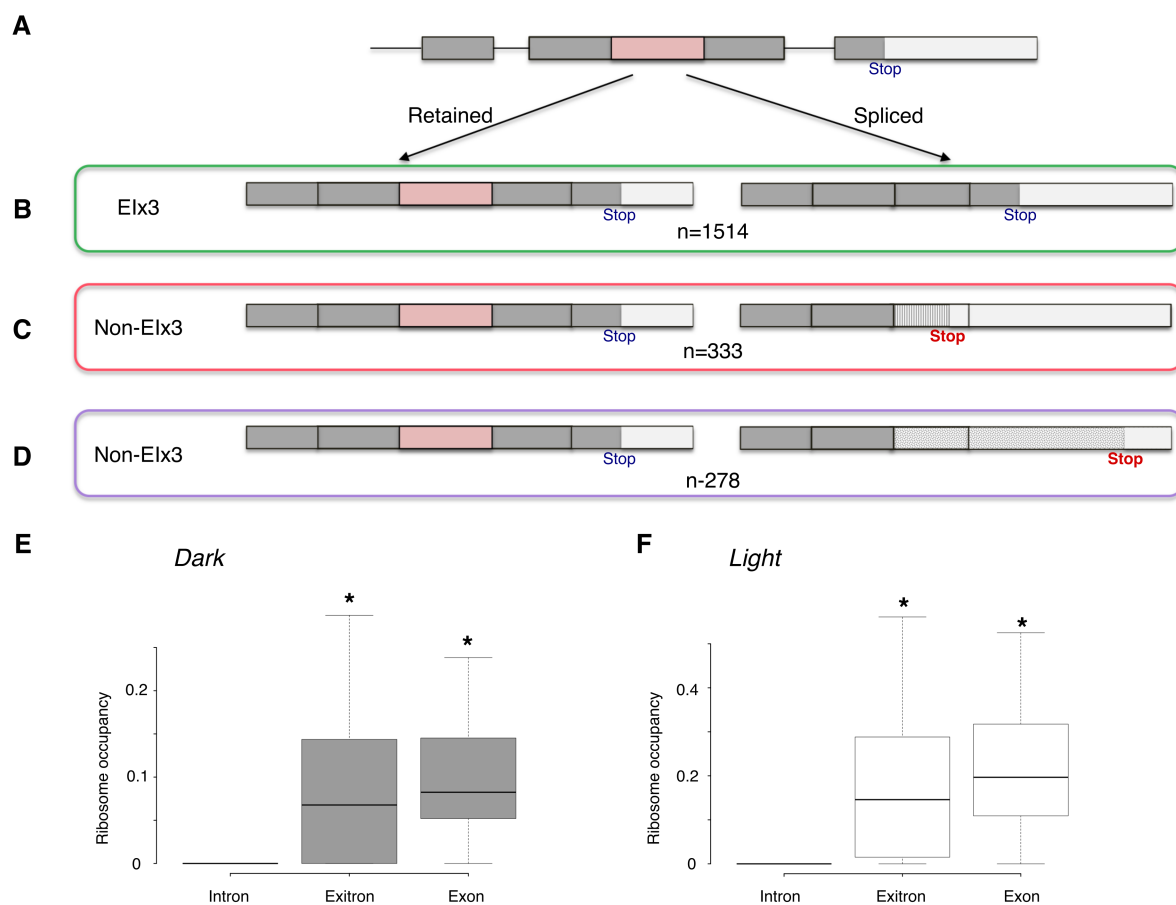 A
Stop
Retained
Spliced
B
EIx3
Stop
Stop
n=1514
C
Non-EIx3
Stop
Stop
n=333
D
Non-EIx3
Stop
Stop
n-278
E
Dark
*
*
0.2
0.1
0
Ribosome occupancy
Intron
Exitron
Exon
F
Light
*
*
0.4
0.2
0
Ribosome occupancy
Intron
Exitron
Exon